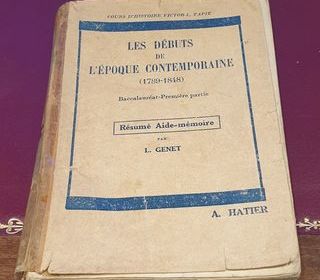 COURS D'HISTOIRE VICTOR L. TAPIÉ
LES DÉBUTS
DE
L'ÉPOQUE CONTEMPORAINE
(1789-1848)
Baccalauréat-Première partie
Résumé Aide-mémoire
PAR
L. GENET
A. HATIER